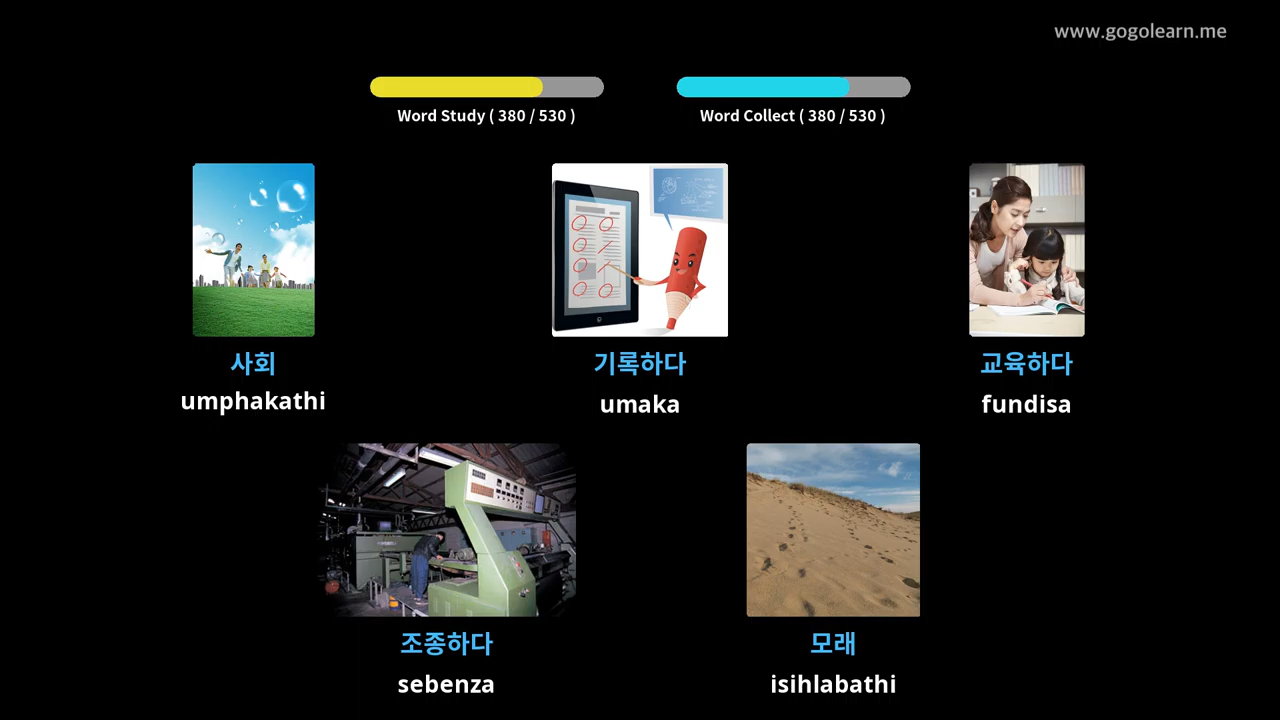 www.gogolearn.me
Word Study ( 380 / 530 )
Word Collect ( 380 / 530 )
사회
umphakathi
기록하다
umaka
교육하다
fundisa
조종하다
sebenza
모래
isihlabathi